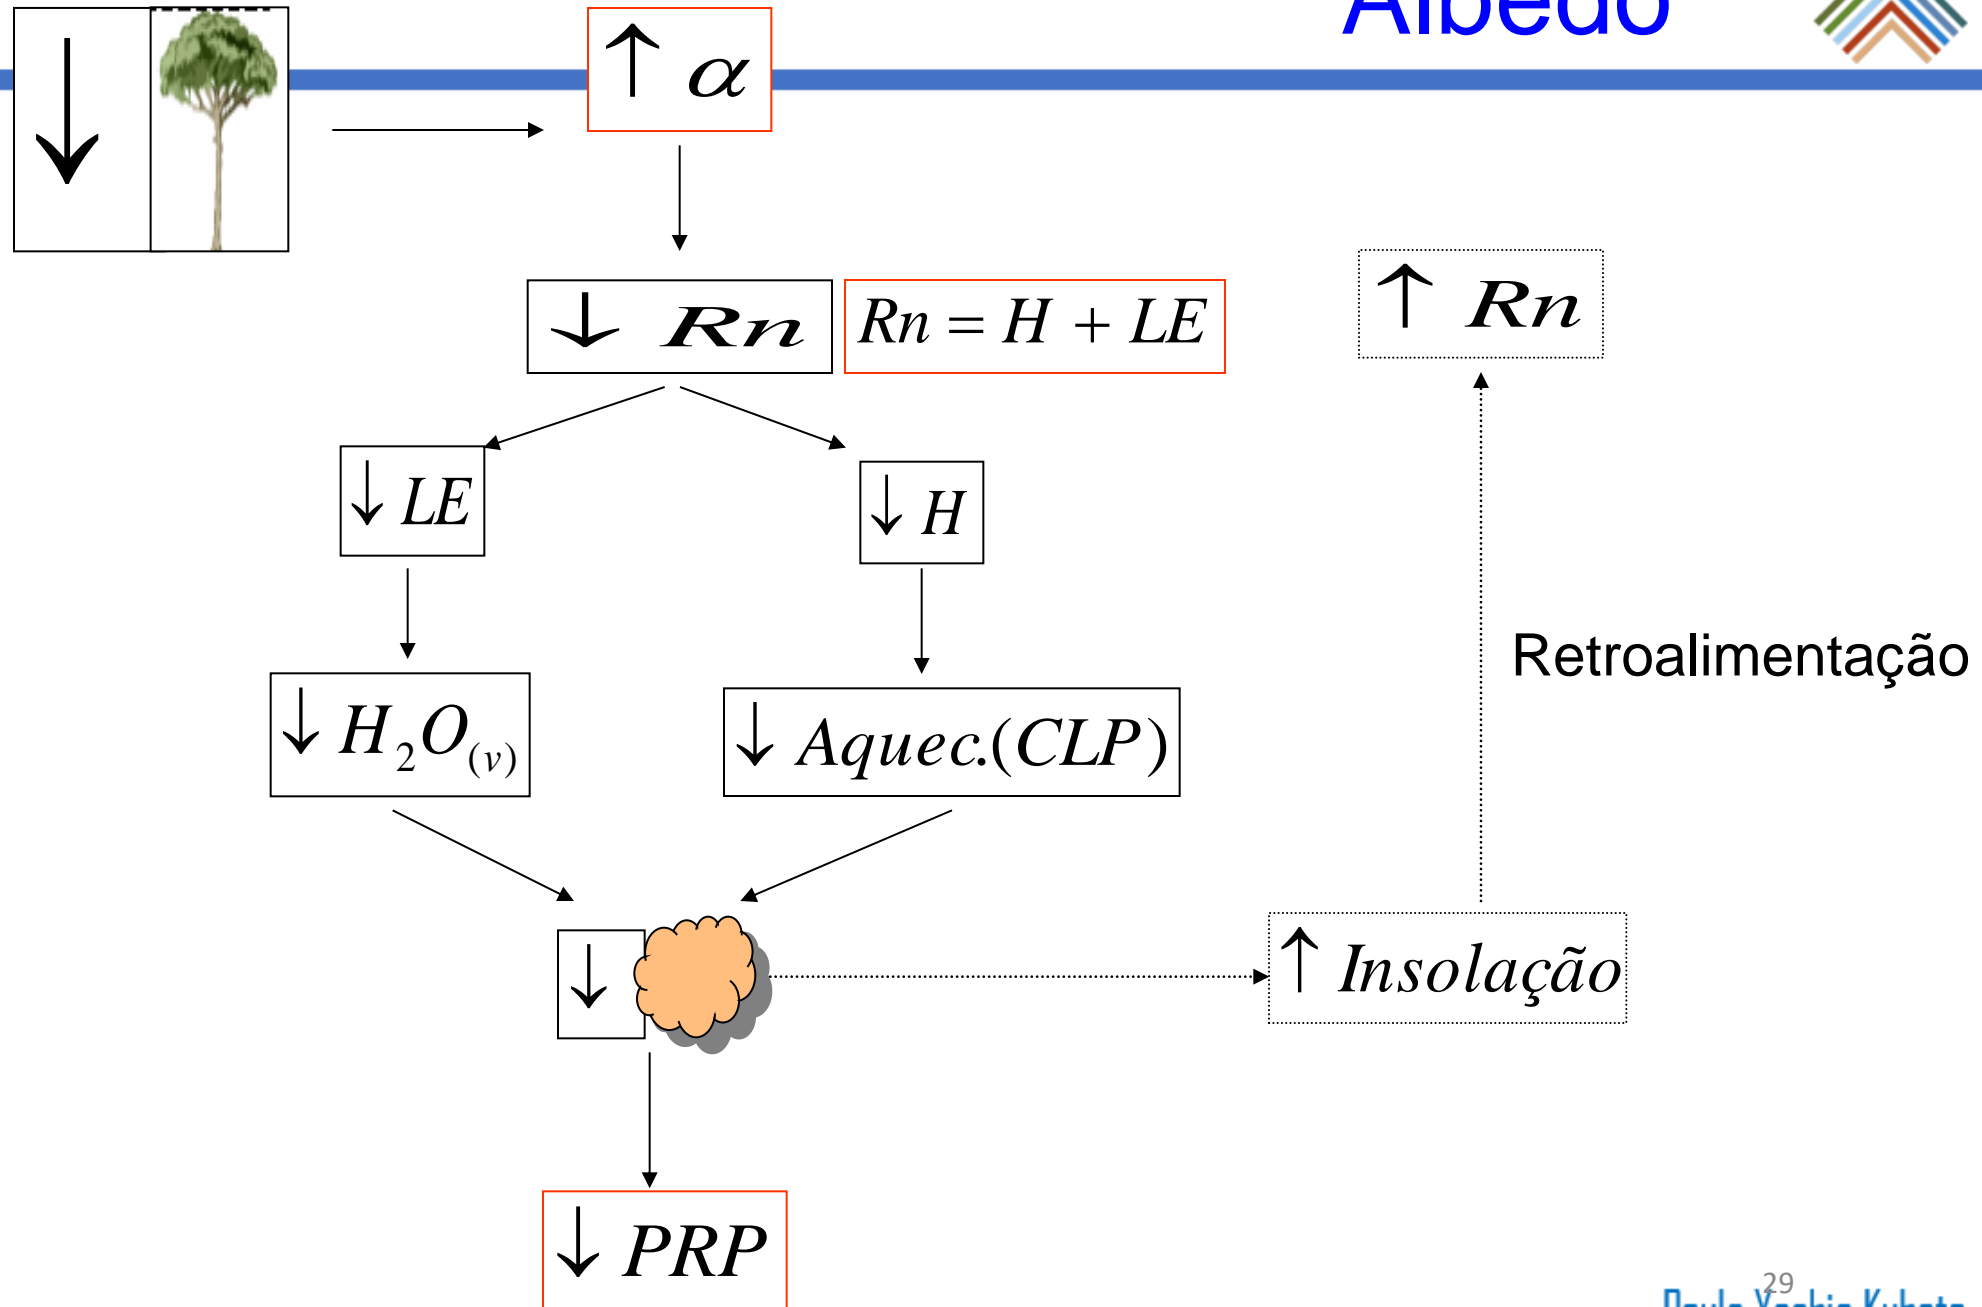 Albedo
↑ α
↓ Rn
Rn = H + LE
↑ Rn
↓ LE
↓ H
Retroalimentação
↓ H₂O₍ᵥ₎
↓ Aquec.(CLP)
↓
↑ Insolação
↓ PRP
29